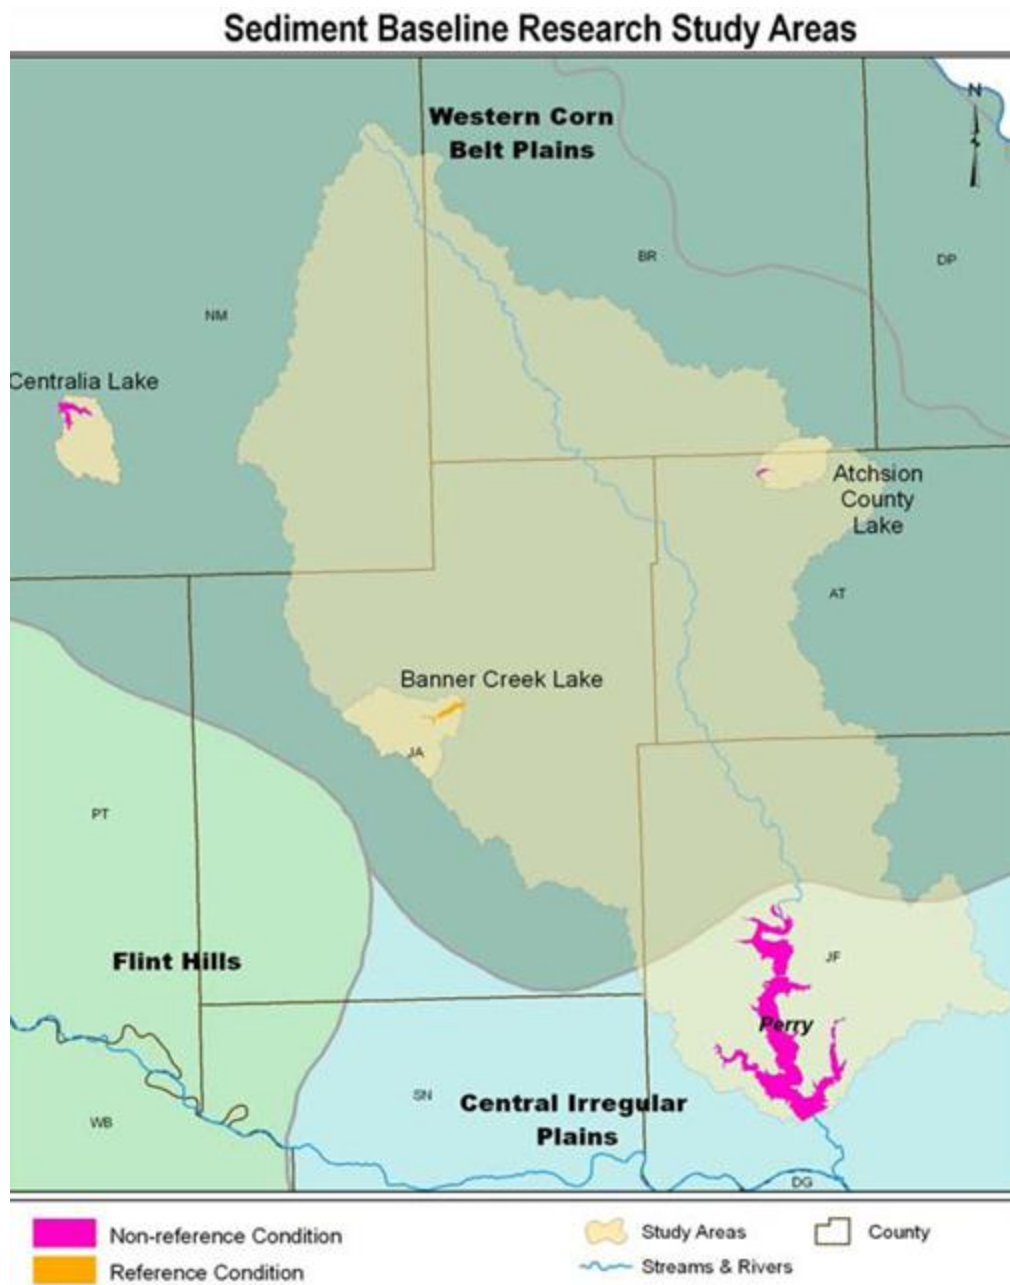 Sediment Baseline Research Study Areas
Western Corn
Belt Plains
N
BR
DP
NM
Centralia Lake
Atchsion
County
Lake
AT
Banner Creek Lake
JA
PT
Flint Hills
JF
Perry
SN
Central Irregular
Plains
WB
DG
Non-reference Condition
Study Areas
County
Reference Condition
Streams & Rivers